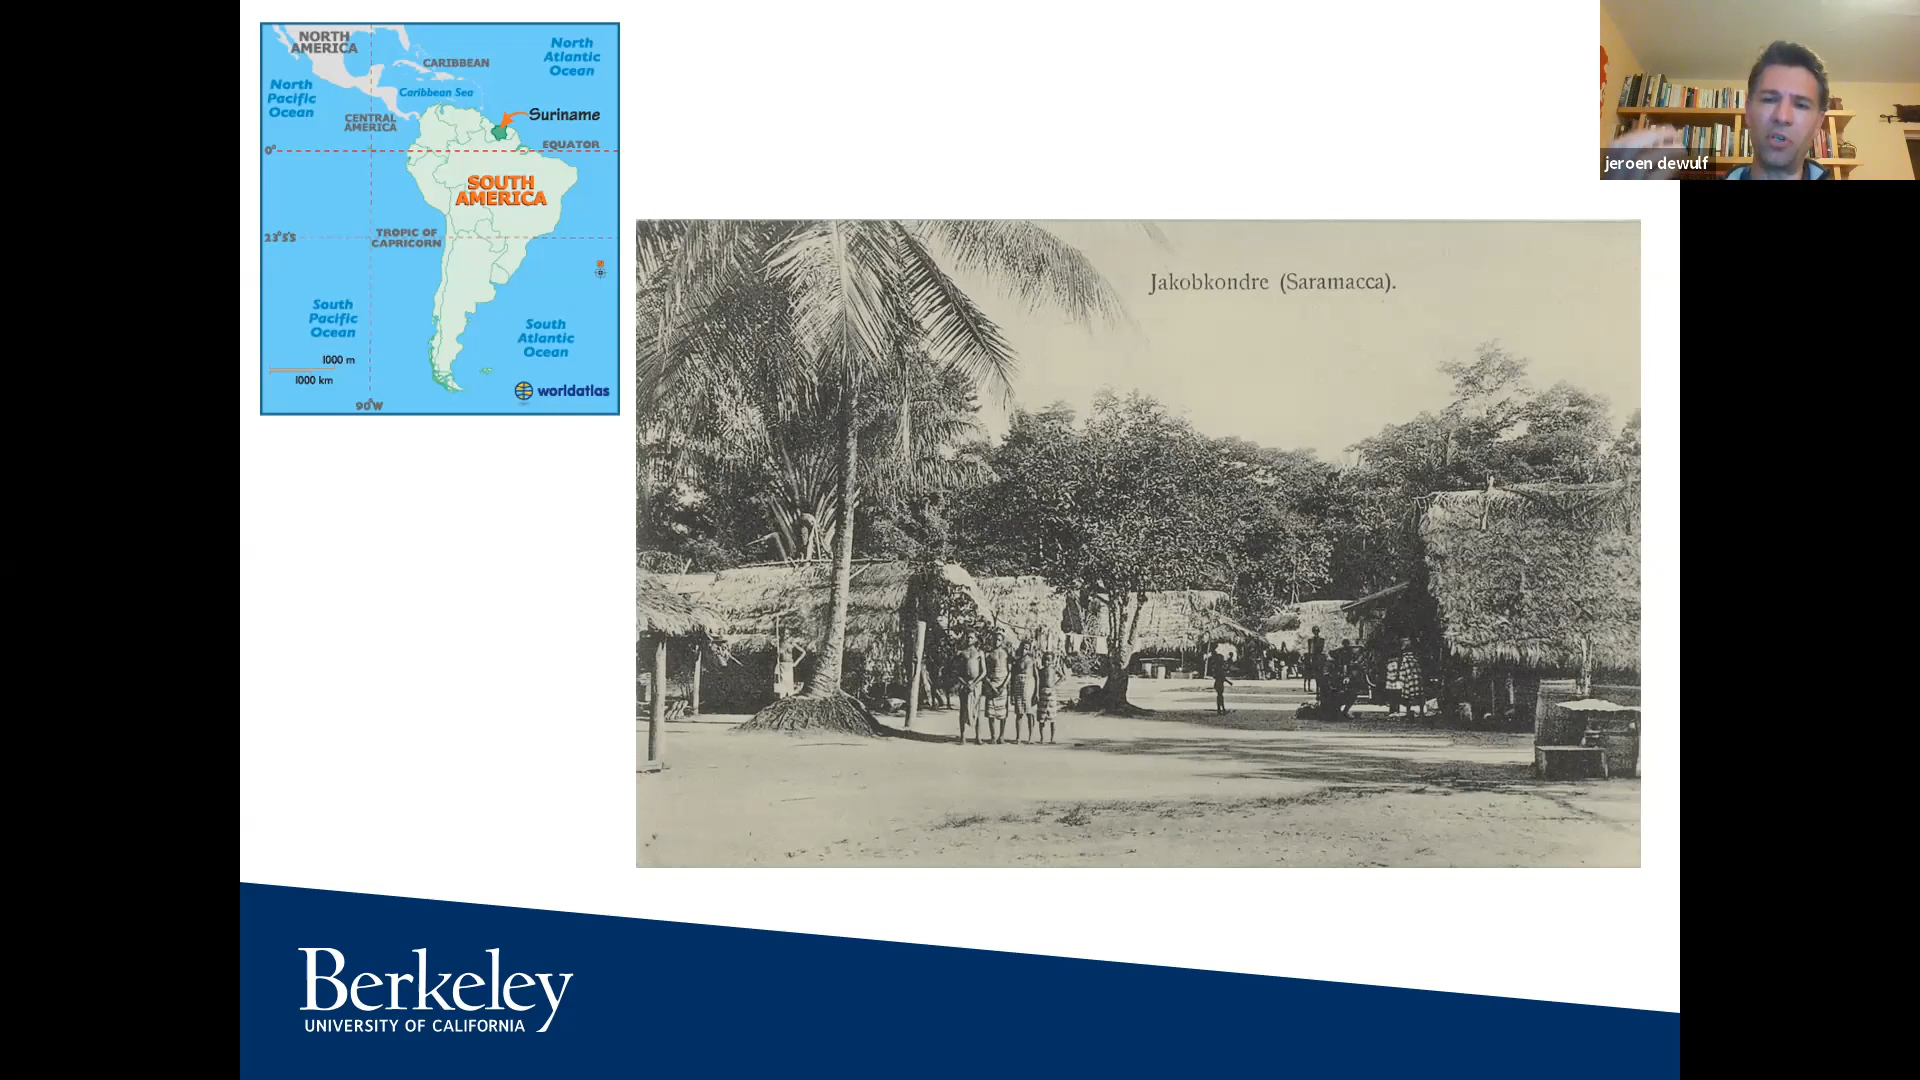 NORTH
AMERICA
CARIBBEAN
North
Atlantic
Ocean
North
Pacific
Ocean
Caribbean Sea
CENTRAL
AMERICA
Suriname
EQUATOR
0°
SOUTH
AMERICA
23°5'S
TROPIC OF
CAPRICORN
South
Pacific
Ocean
South
Atlantic
Ocean
1000 m
1000 km
worldatlas
90°W
jeroen dewulf
Jakobkondre (Saramacca).
Berkeley
UNIVERSITY OF CALIFORNIA